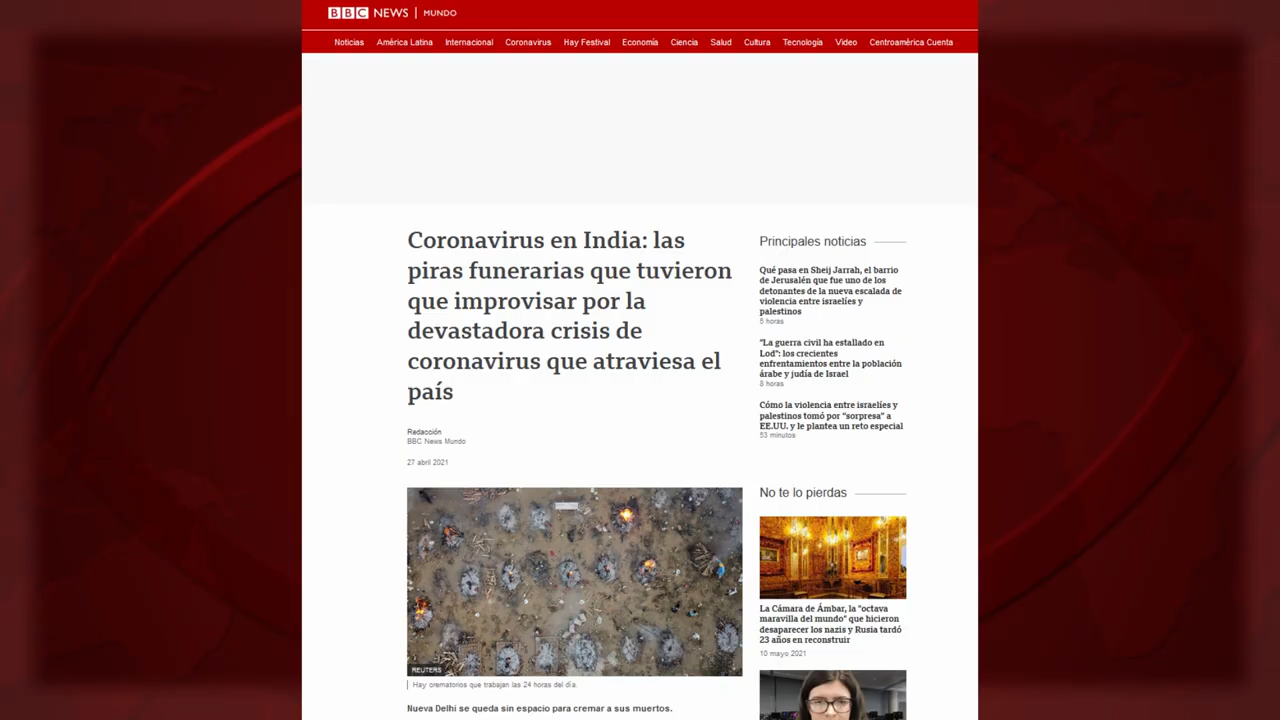 BBC NEWS | MUNDO
Noticias América Latina Internacional Coronavirus Hay Festival Economía Ciencia Salud Cultura Tecnología Video Centroamérica Cuenta
Coronavirus en India: las
piras funerarias que tuvieron
que improvisar por la
devastadora crisis de
coronavirus que atraviesa el
país
Redacción
BBC News Mundo
27 abril 2021
REUTERS
Hay crematorios que trabajan las 24 horas del día.
Nueva Delhi se queda sin espacio para cremar a sus muertos.
Principales noticias
Qué pasa en Sheij Jarrah, el barrio
de Jerusalén que fue uno de los
detonantes de la nueva escalada de
violencia entre israelíes y
palestinos
5 horas
"La guerra civil ha estallado en
Lod": los crecientes
enfrentamientos entre la población
árabe y judía de Israel
8 horas
Cómo la violencia entre israelíes y
palestinos tomó por "sorpresa" a
EE.UU. y le plantea un reto especial
53 minutos
No te lo pierdas
La Cámara de Ámbar, la "octava
maravilla del mundo" que hicieron
desaparecer los nazis y Rusia tardó
23 años en reconstruir
10 mayo 2021